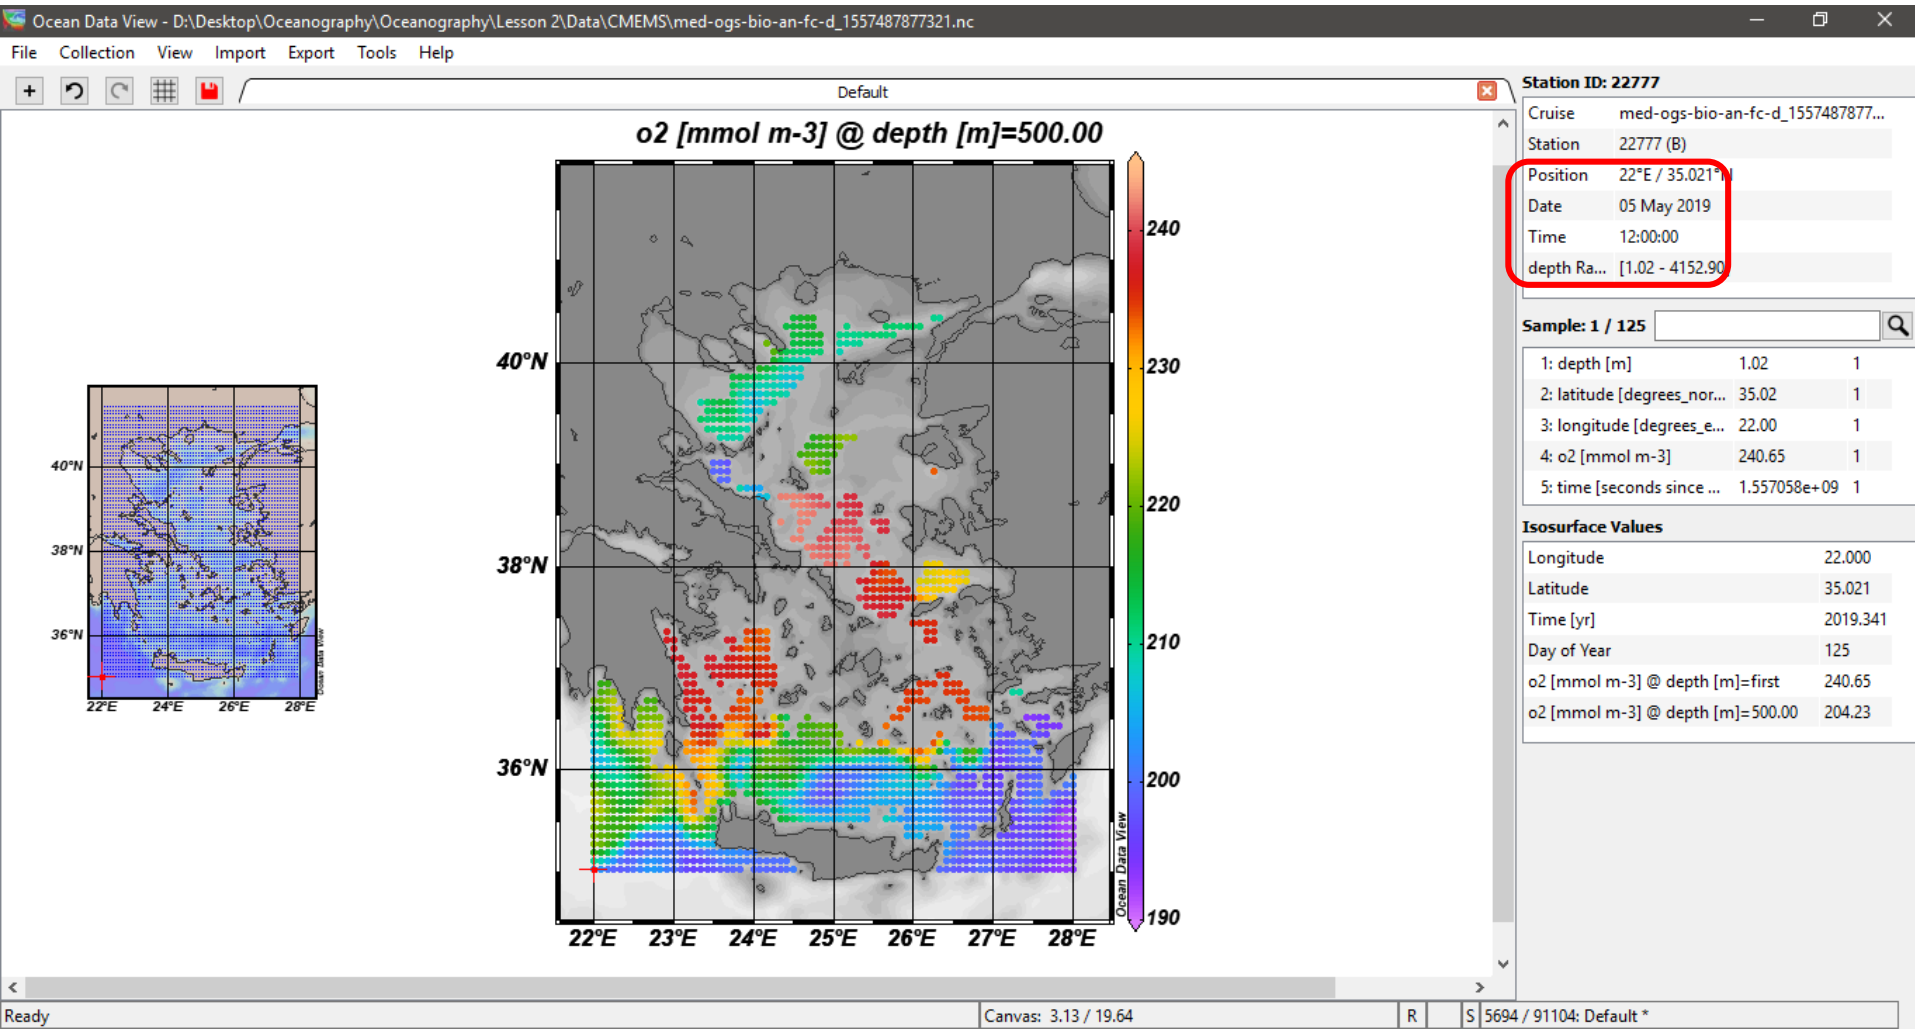 Ocean Data View - D:\Desktop\Oceanography\Oceanography\Lesson 2\Data\CMEMS\med-ogs-bio-an-fc-d_1557487877321.nc
File Collection View Import Export Tools Help
Default
o2 [mmol m-3] @ depth [m]=500.00
40°N
38°N
36°N
22°E 23°E 24°E 25°E 26°E 27°E 28°E
240
230
220
210
200
190
Ocean Data View
40°N
38°N
36°N
22°E 24°E 26°E 28°E
Ocean Data View
Station ID: 22777
Cruise med-ogs-bio-an-fc-d_1557487877...
Station 22777 (B)
Position 22°E / 35.021°N
Date 05 May 2019
Time 12:00:00
depth Ra... [1.02 - 4152.90
Sample: 1 / 125
1: depth [m] 1.02 1
2: latitude [degrees_nor... 35.02 1
3: longitude [degrees_e... 22.00 1
4: o2 [mmol m-3] 240.65 1
5: time [seconds since ... 1.557058e+09 1
Isosurface Values
Longitude 22.000
Latitude 35.021
Time [yr] 2019.341
Day of Year 125
o2 [mmol m-3] @ depth [m]=first 240.65
o2 [mmol m-3] @ depth [m]=500.00 204.23
Ready
Canvas: 3.13 / 19.64
R
S
5694 / 91104: Default *